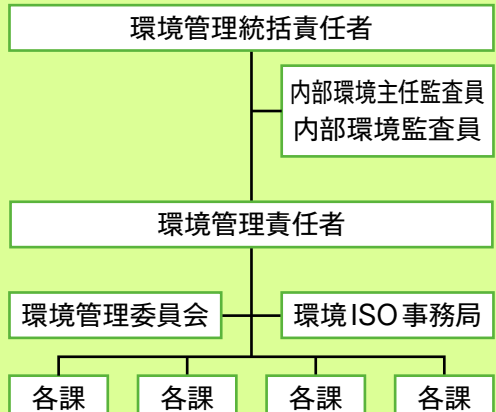 環境管理統括責任者
内部環境主任監査員
内部環境監査員
環境管理責任者
環境管理委員会
環境ISO事務局
各課
各課
各課
各課